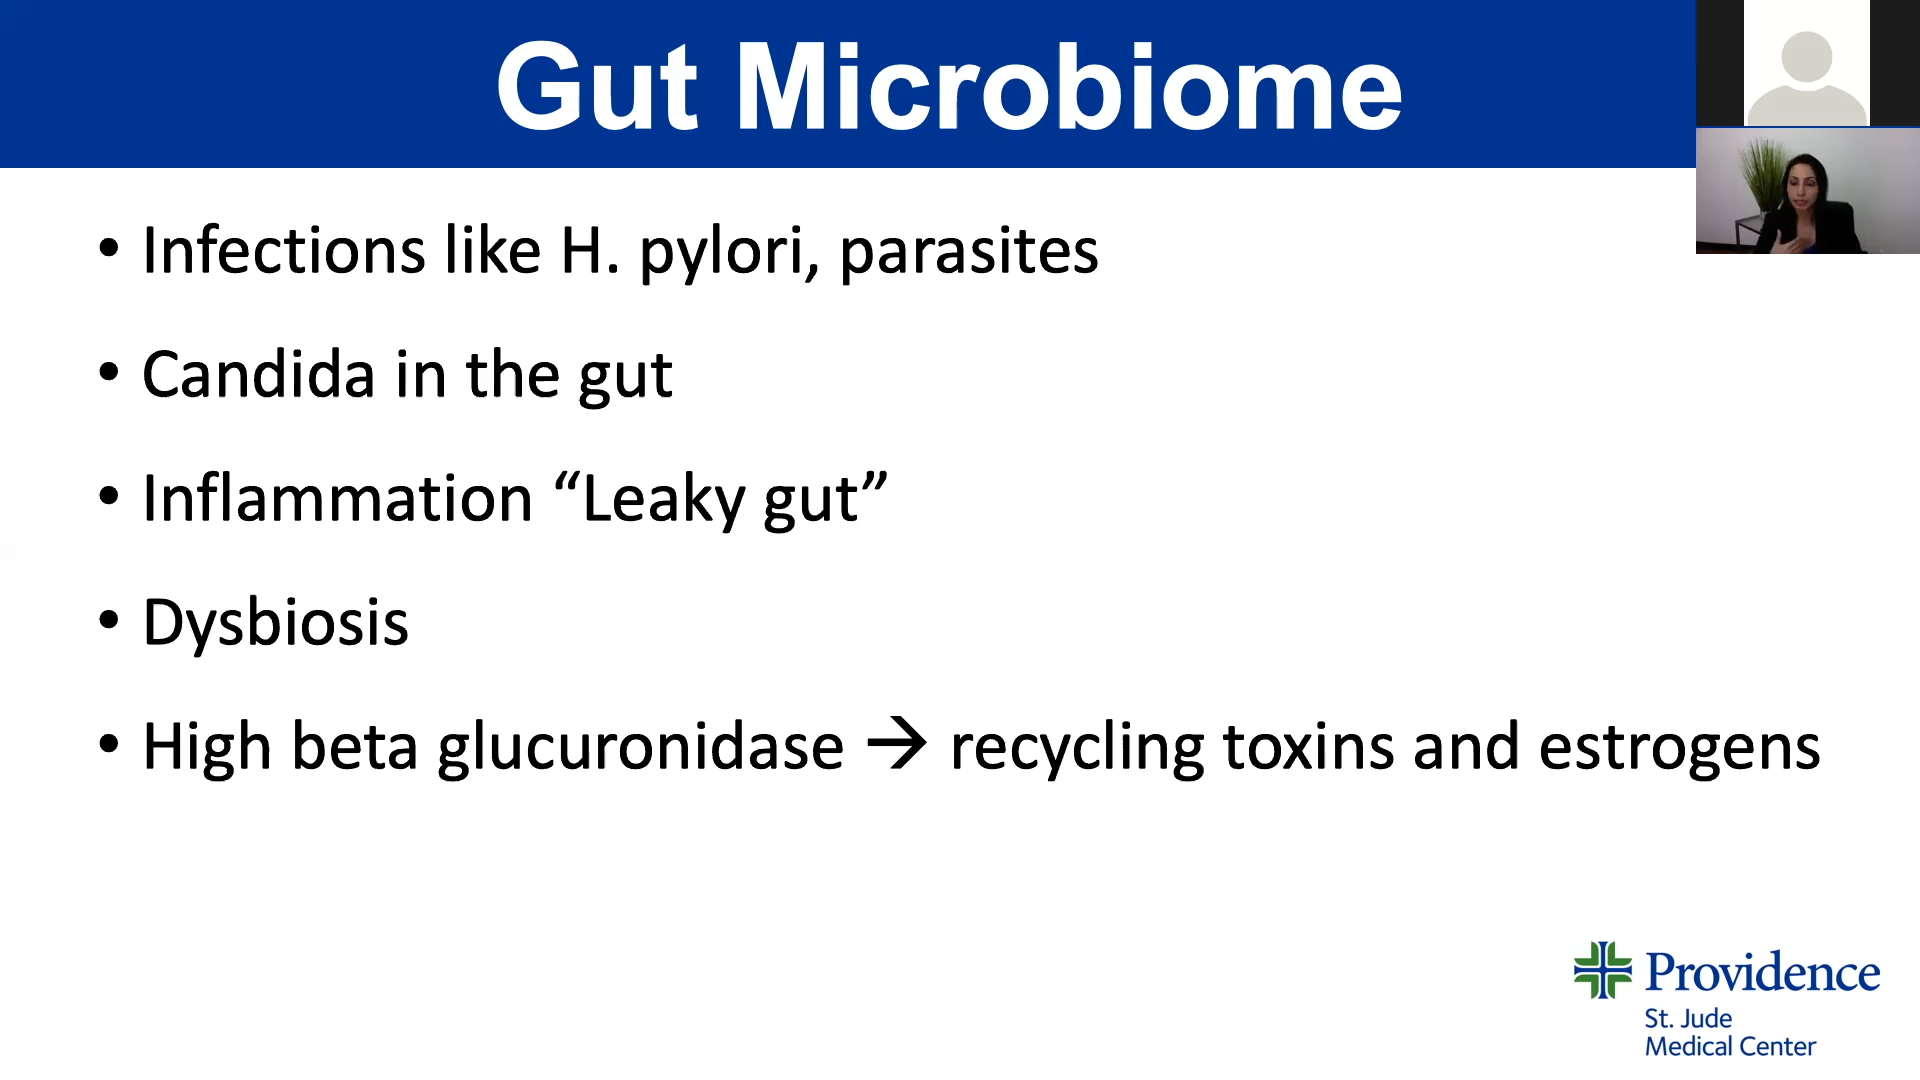 Gut Microbiome
• Infections like H. pylori, parasites
• Candida in the gut
• Inflammation “Leaky gut”
• Dysbiosis
• High beta glucuronidase → recycling toxins and estrogens
Providence
St. Jude
Medical Center